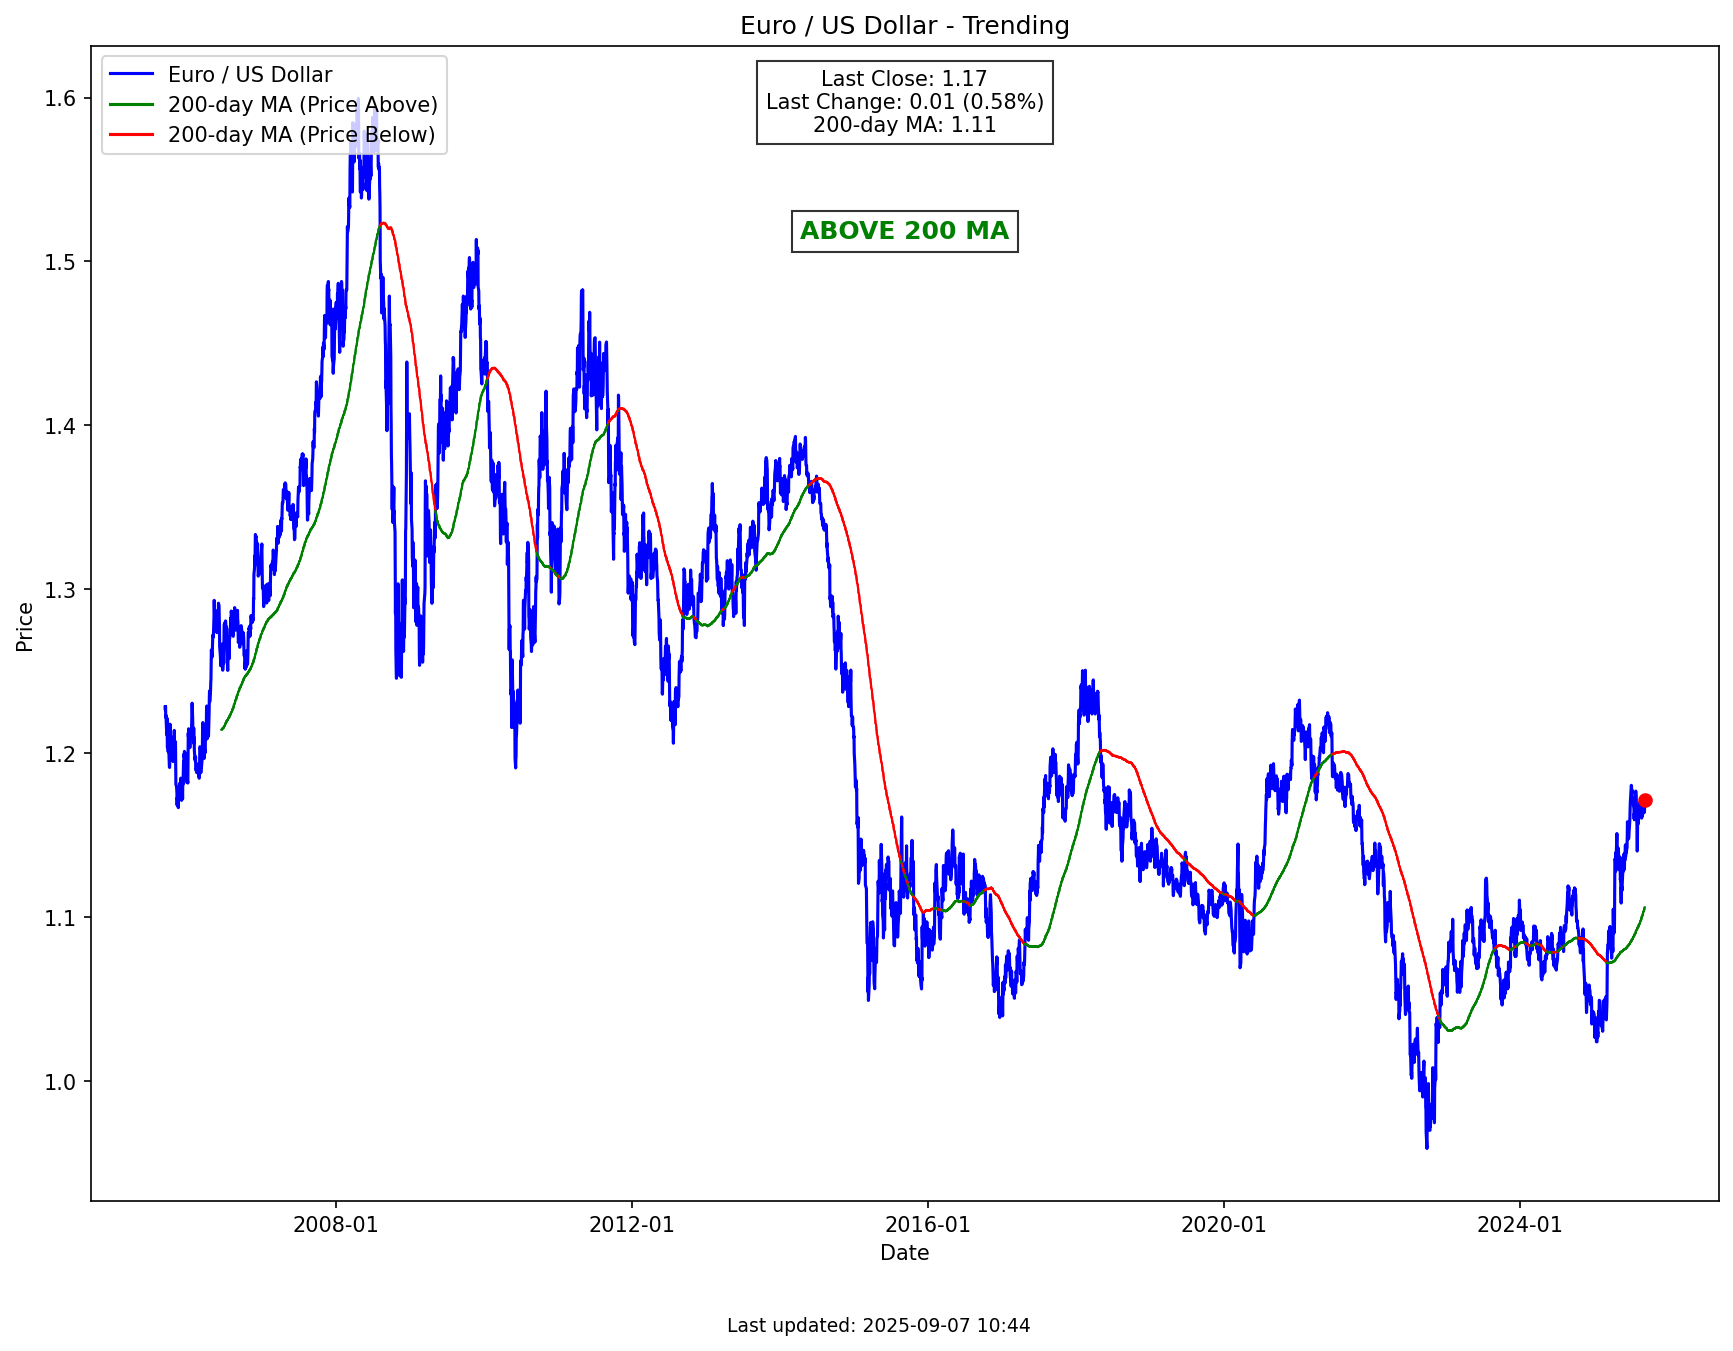 Euro / US Dollar - Trending
Euro / US Dollar
200-day MA (Price Above)
200-day MA (Price Below)
Last Close: 1.17
Last Change: 0.01 (0.58%)
200-day MA: 1.11
ABOVE 200 MA
1.6
1.5
1.4
1.3
1.2
1.1
1.0
Price
2008-01
2012-01
2016-01
2020-01
2024-01
Date
Last updated: 2025-09-07 10:44